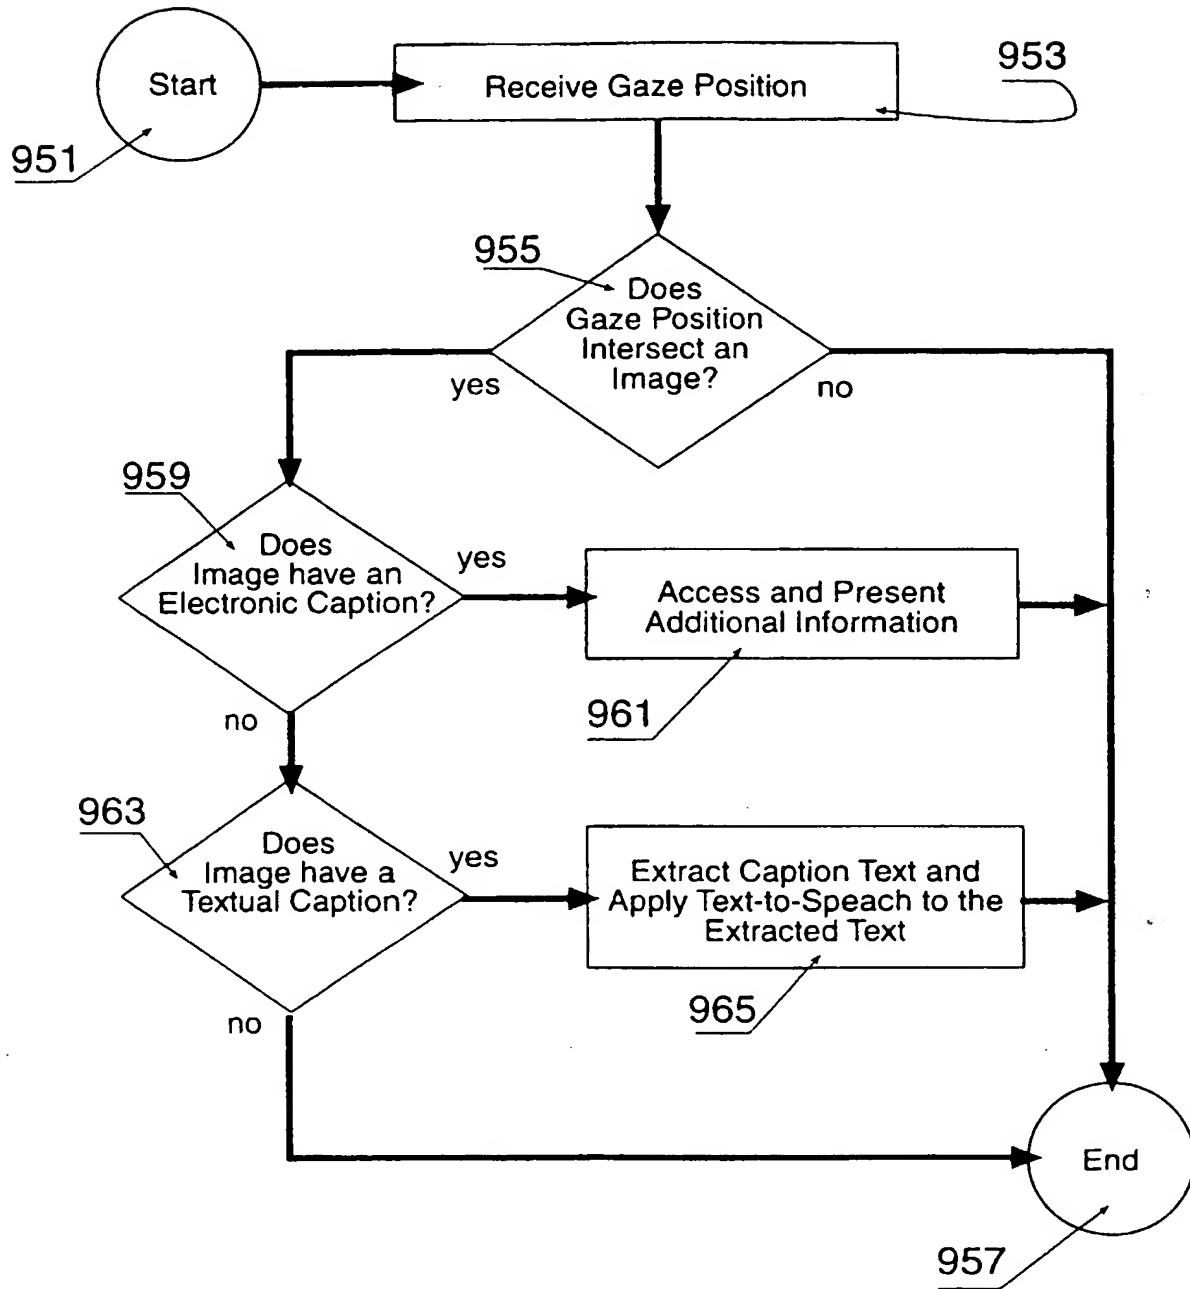 Start
Receive Gaze Position
953
951
955
Does
Gaze Position
Intersect an
Image?
yes
no
959
Does
Image have an
Electronic Caption?
yes
Access and Present
Additional Information
961
no
963
Does
Image have a
Textual Caption?
yes
Extract Caption Text and
Apply Text-to-Speach to the
Extracted Text
965
no
End
957